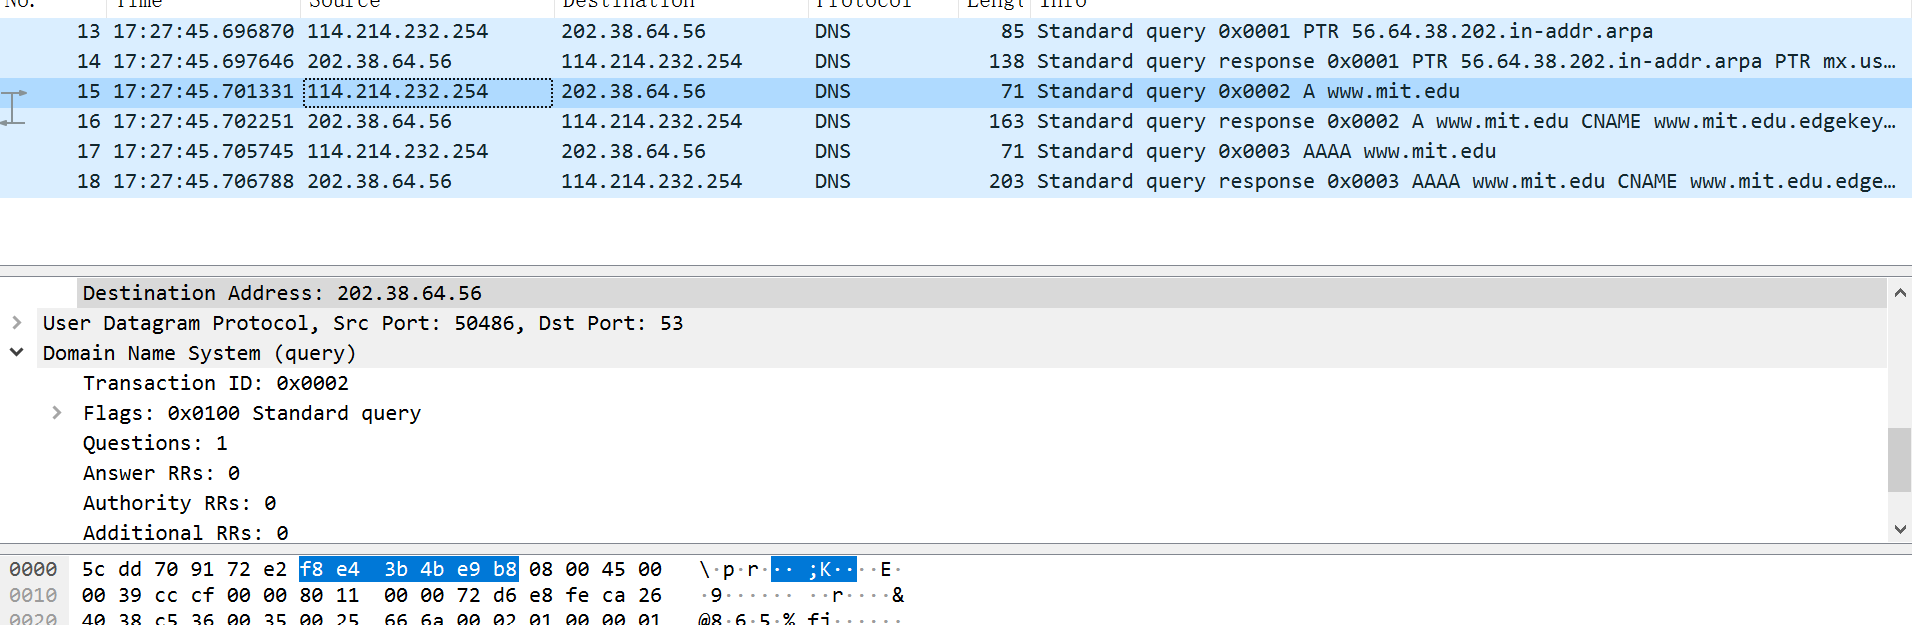 No. Time Source Destination Protocol Lengt Info
13 17:27:45.696870 114.214.232.254 202.38.64.56 DNS 85 Standard query 0x0001 PTR 56.64.38.202.in-addr.arpa
14 17:27:45.697646 202.38.64.56 114.214.232.254 DNS 138 Standard query response 0x0001 PTR 56.64.38.202.in-addr.arpa PTR mx.us…
15 17:27:45.701331 114.214.232.254 202.38.64.56 DNS 71 Standard query 0x0002 A www.mit.edu
16 17:27:45.702251 202.38.64.56 114.214.232.254 DNS 163 Standard query response 0x0002 A www.mit.edu CNAME www.mit.edu.edgekey…
17 17:27:45.705745 114.214.232.254 202.38.64.56 DNS 71 Standard query 0x0003 AAAA www.mit.edu
18 17:27:45.706788 202.38.64.56 114.214.232.254 DNS 203 Standard query response 0x0003 AAAA www.mit.edu CNAME www.mit.edu.edge…
Destination Address: 202.38.64.56
User Datagram Protocol, Src Port: 50486, Dst Port: 53
Domain Name System (query)
Transaction ID: 0x0002
Flags: 0x0100 Standard query
Questions: 1
Answer RRs: 0
Authority RRs: 0
Additional RRs: 0
0000 5c dd 70 91 72 e2 f8 e4 3b 4b e9 b8 08 00 45 00 \·p·r··· ;K····E·
0010 00 39 cc cf 00 00 80 11 00 00 72 d6 e8 fe ca 26 ·9······ ··r····&
0020 40 38 c5 36 00 35 00 25 66 6a 00 02 01 00 00 01 @8·6·5·% fj······